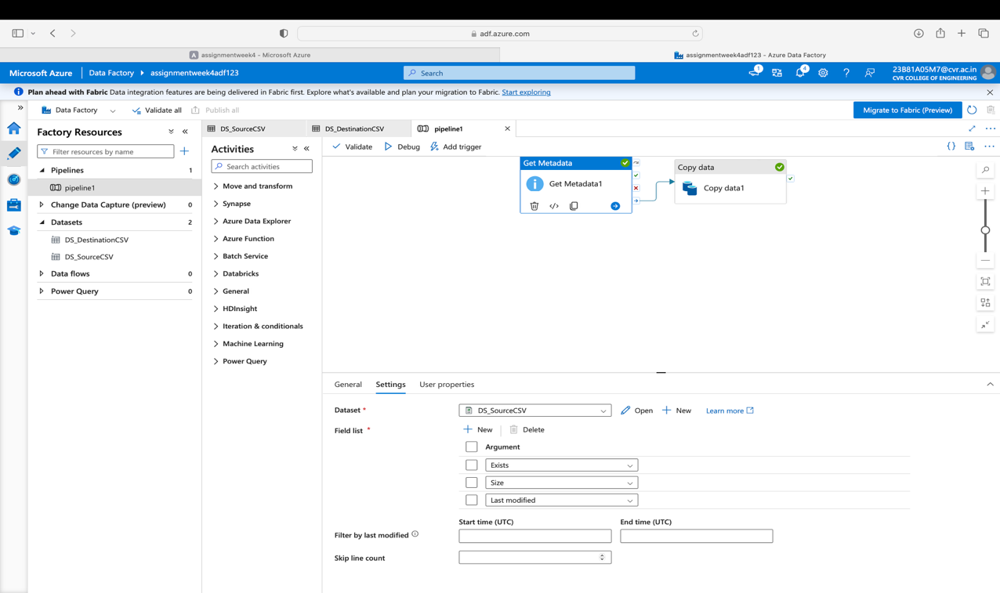 adf.azure.com
A assignmentweek4 - Microsoft Azure
assignmentweek4adf123 - Azure Data Factory
Microsoft Azure
Data Factory
assignmentweek4adf123
Search
1
4
23B81A05M7@cvr.ac.in
CVR COLLEGE OF ENGINEERING
Plan ahead with Fabric Data integration features are being delivered in Fabric first. Explore what's available and plan your migration to Fabric. Start exploring
Data Factory
Validate all
Publish all
Migrate to Fabric (Preview)
Factory Resources
Filter resources by name
Pipelines 1
pipeline1
Change Data Capture (preview) 0
Datasets 2
DS_DestinationCSV
DS_SourceCSV
Data flows 0
Power Query 0
DS_SourceCSV
DS_DestinationCSV
pipeline1
Activities
Search activities
Move and transform
Synapse
Azure Data Explorer
Azure Function
Batch Service
Databricks
General
HDInsight
Iteration & conditionals
Machine Learning
Power Query
Validate
Debug
Add trigger
Get Metadata
Get Metadata1
Copy data
Copy data1
General
Settings
User properties
Dataset *
DS_SourceCSV
Open
New
Learn more
Field list *
New
Delete
Argument
Exists
Size
Last modified
Filter by last modified
Start time (UTC)
End time (UTC)
Skip line count